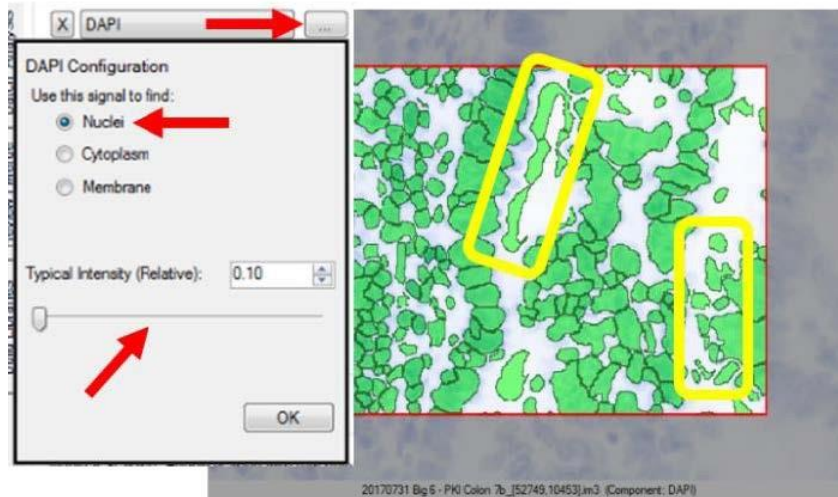 X DAPI ...
DAPI Configuration
Use this signal to find:
Nuclei
Cytoplasm
Membrane
Typical Intensity (Relative): 0.10
OK
20170731 Big 6 - PKI Colon 7b_[52749,10453].im3 (Component: DAPI)